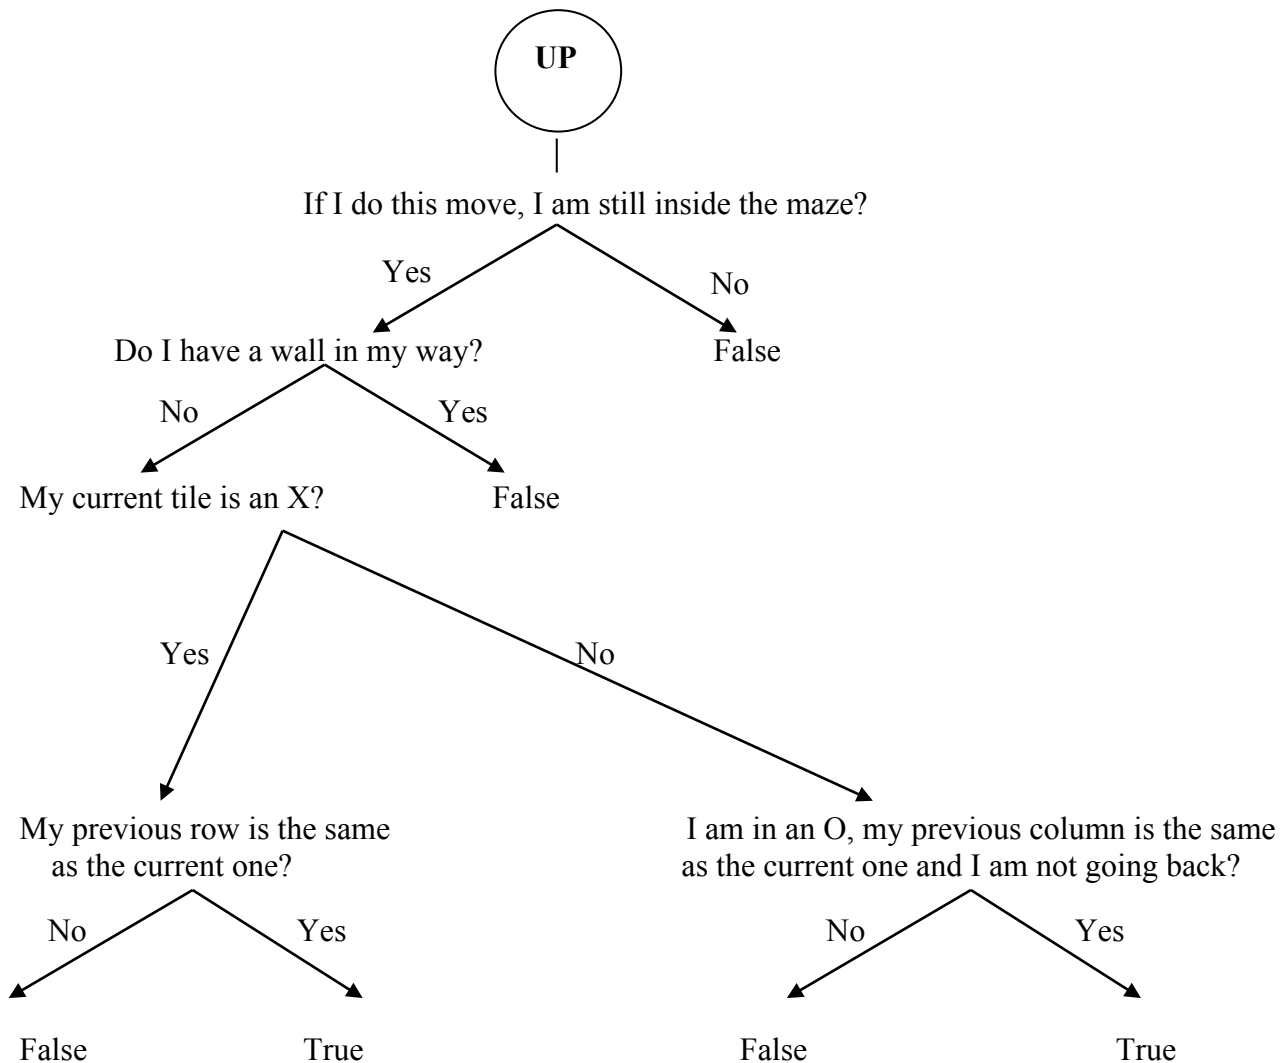 UP
If I do this move, I am still inside the maze?
Yes
No
Do I have a wall in my way?
False
No
Yes
My current tile is an X?
False
Yes
No
My previous row is the same
as the current one?
I am in an O, my previous column is the same
as the current one and I am not going back?
No
Yes
No
Yes
False
True
False
True